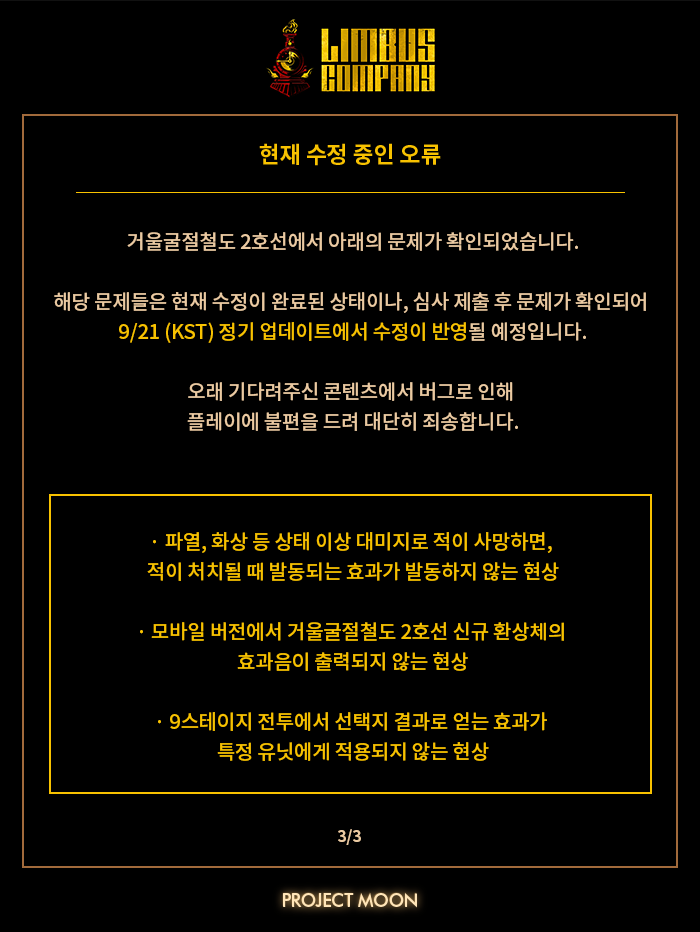 LIMBUS
COMPANY
현재 수정 중인 오류
거울굴절철도 2호선에서 아래의 문제가 확인되었습니다.
해당 문제들은 현재 수정이 완료된 상태이나, 심사 제출 후 문제가 확인되어
9/21 (KST) 정기 업데이트에서 수정이 반영될 예정입니다.
오래 기다려주신 콘텐츠에서 버그로 인해
플레이에 불편을 드려 대단히 죄송합니다.
· 파열, 화상 등 상태 이상 대미지로 적이 사망하면,
적이 처치될 때 발동되는 효과가 발동하지 않는 현상
· 모바일 버전에서 거울굴절철도 2호선 신규 환상체의
효과음이 출력되지 않는 현상
· 9스테이지 전투에서 선택지 결과로 얻는 효과가
특정 유닛에게 적용되지 않는 현상
3/3
PROJECT MOON